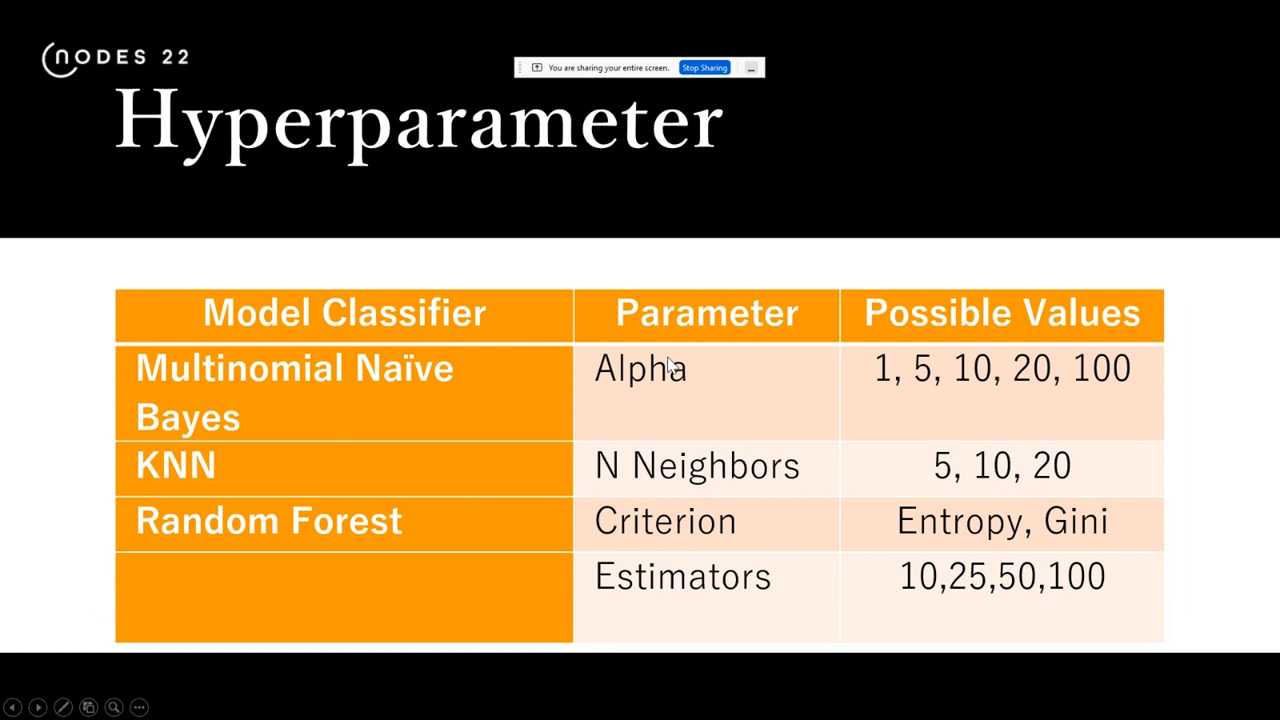 NODES 22
You are sharing your entire screen. Stop Sharing
Hyperparameter
Model Classifier Parameter Possible Values
Multinomial Naïve Bayes Alpha 1, 5, 10, 20, 100
KNN N Neighbors 5, 10, 20
Random Forest Criterion Entropy, Gini
Estimators 10,25,50,100